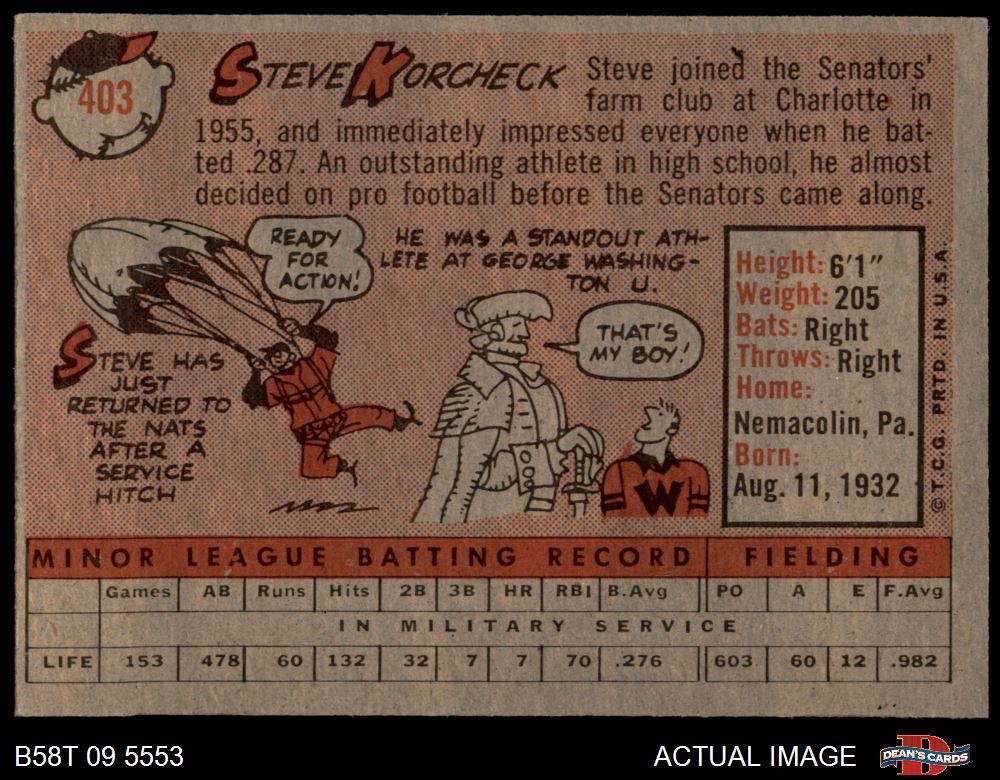 403
STEVE KORCHECK
Steve joined the Senators'
farm club at Charlotte in
1955, and immediately impressed everyone when he bat-
ted .287. An outstanding athlete in high school, he almost
decided on pro football before the Senators came along.
READY
FOR
ACTION!
STEVE HAS
JUST
RETURNED TO
THE NATS
AFTER A
SERVICE
HITCH
HE WAS A STANDOUT ATH-
LETE AT GEORGE WASHING-
TON U.
THAT'S
MY BOY!
W
Height: 6'1"
Weight: 205
Bats: Right
Throws: Right
Home:
Nemacolin, Pa.
Born:
Aug. 11, 1932
© T.C.G. PRTD. IN U.S.A.
MINOR LEAGUE BATTING RECORD FIELDING
Games AB Runs Hits 2B 3B HR RBI B.Avg PO A E F.Avg
IN MILITARY SERVICE
LIFE 153 478 60 132 32 7 7 70 .276 603 60 12 .982
B58T 09 5553 ACTUAL IMAGE DEAN'S CARDS